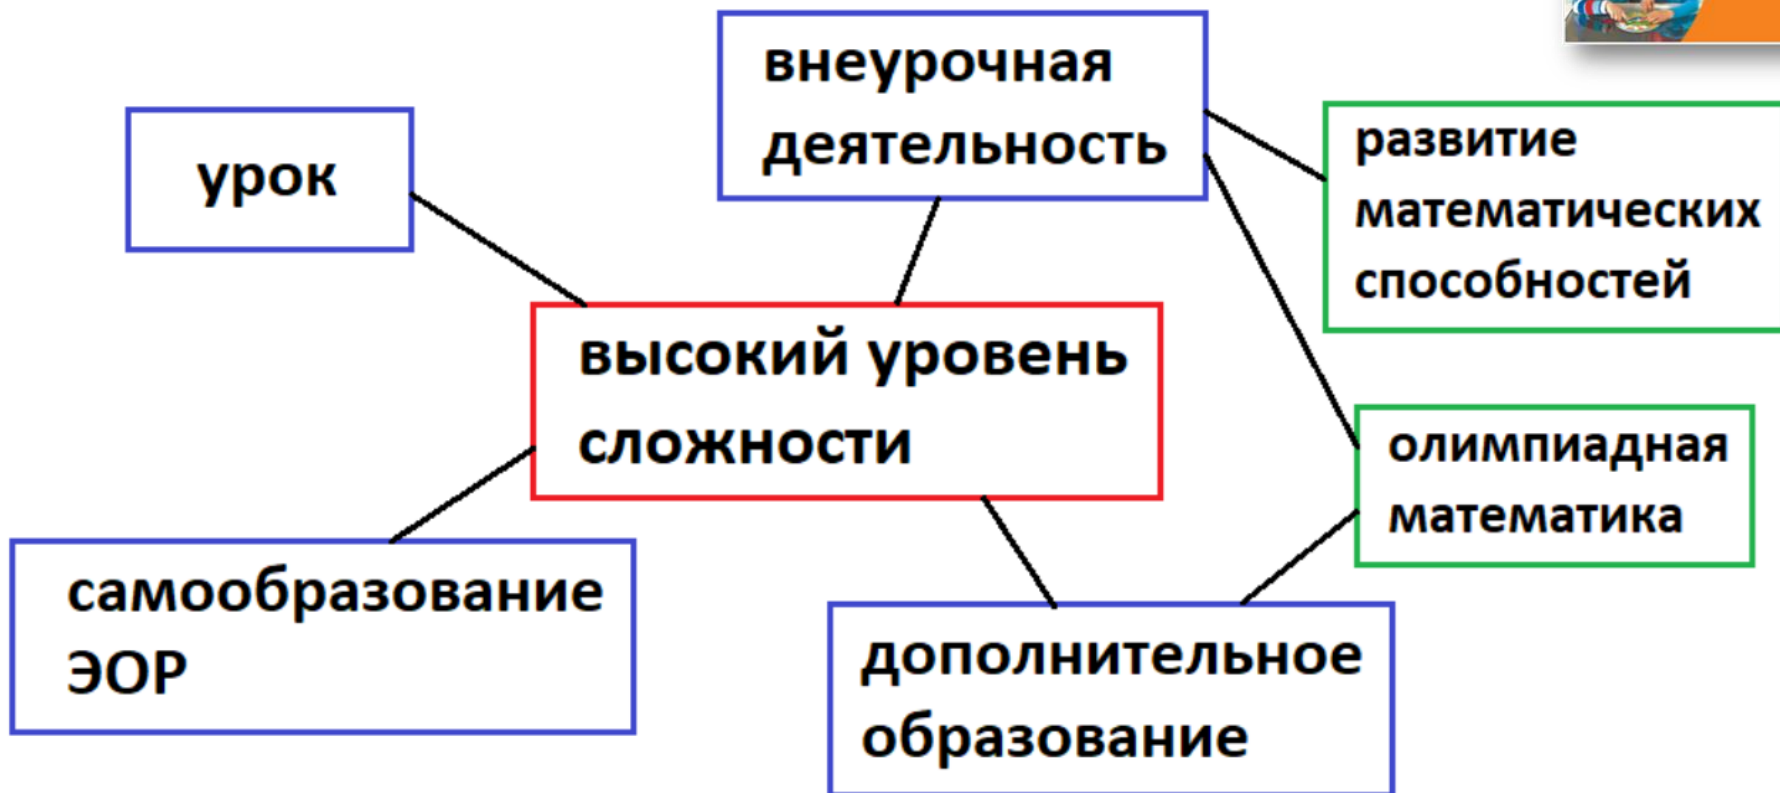 внеурочная
деятельность
урок
развитие
математических
способностей
высокий уровень
сложности
олимпиадная
математика
самообразование
ЭОР
дополнительное
образование